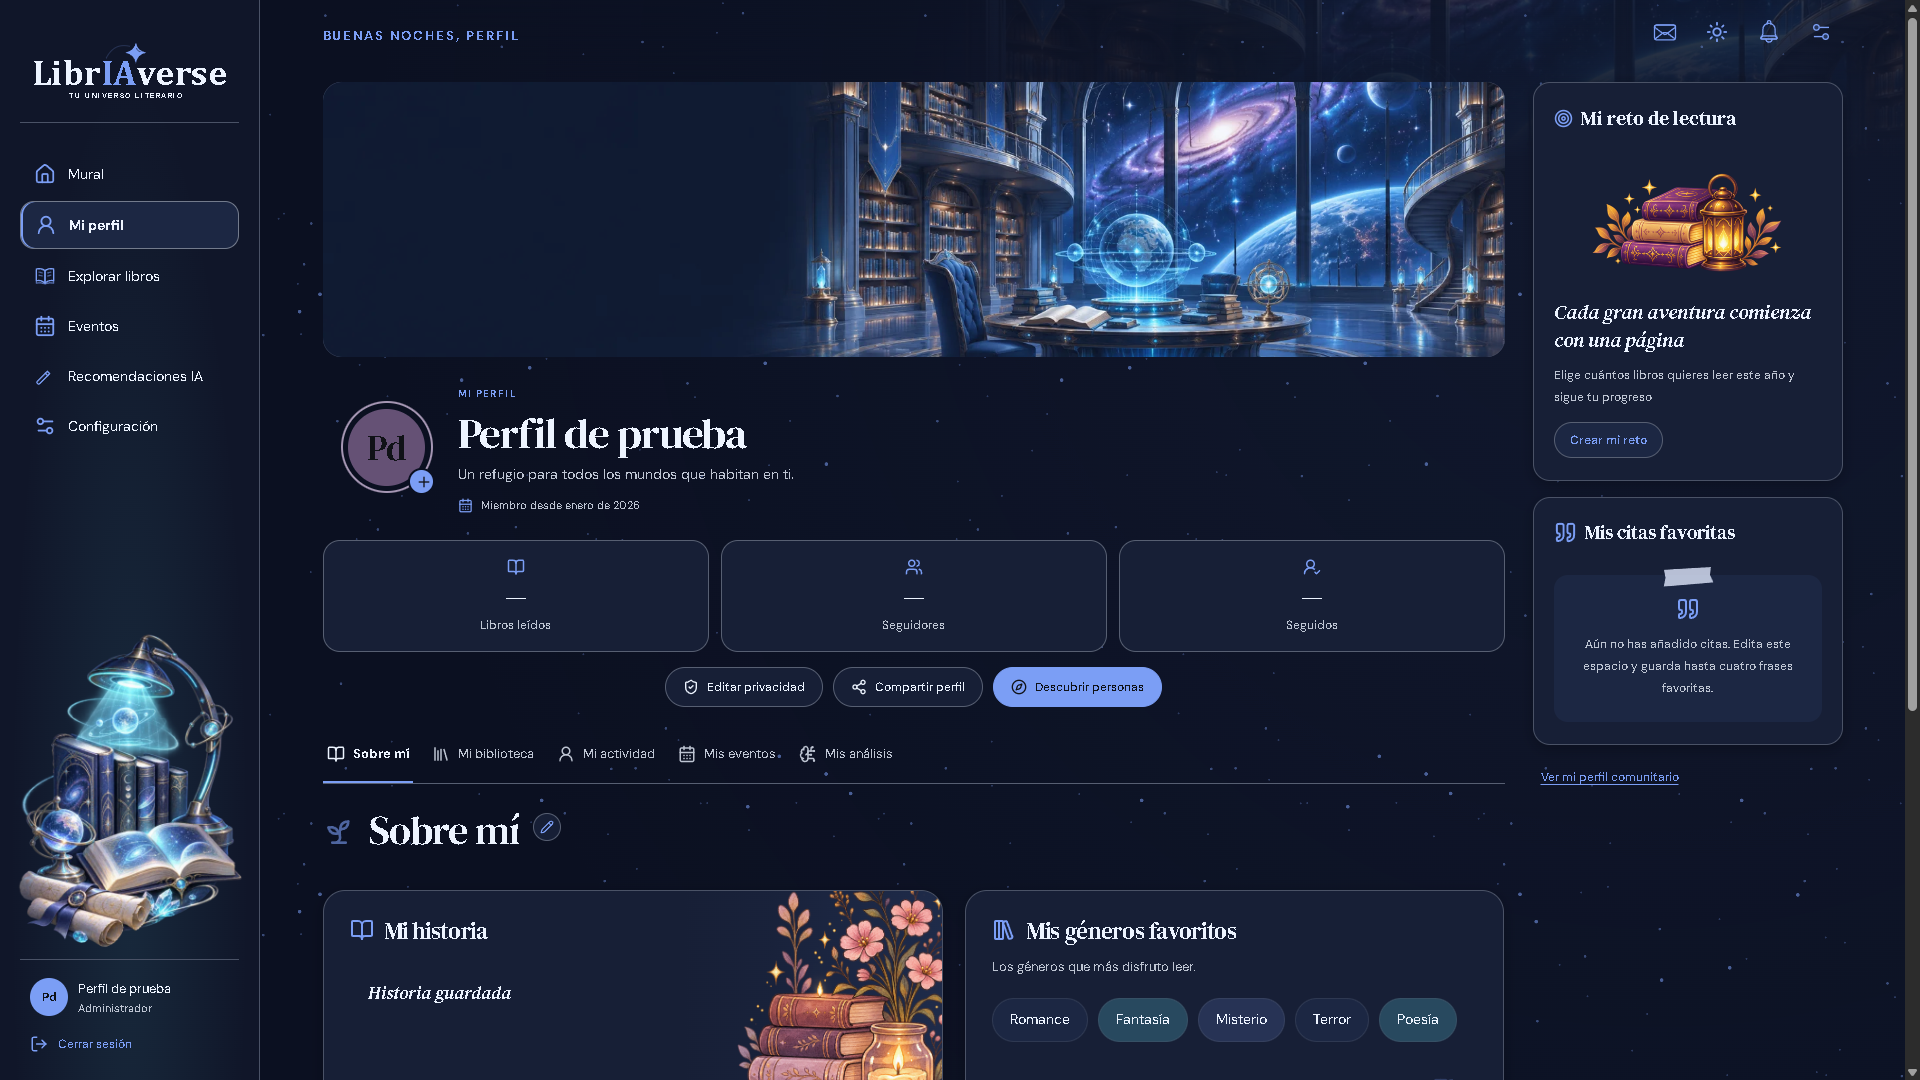 LibrIAverse
TU UNIVERSO LITERARIO
Mural
Mi perfil
Explorar libros
Eventos
Recomendaciones IA
Configuración
Pd
Perfil de prueba
Administrador
Cerrar sesión
BUENAS NOCHES, PERFIL
MI PERFIL
Pd
Perfil de prueba
Un refugio para todos los mundos que habitan en ti.
Miembro desde enero de 2026
—
Libros leídos
—
Seguidores
—
Seguidos
Editar privacidad
Compartir perfil
Descubrir personas
Sobre mí
Mi biblioteca
Mi actividad
Mis eventos
Mis análisis
Sobre mí
Mi historia
Historia guardada
Mis géneros favoritos
Los géneros que más disfruto leer.
Romance
Fantasía
Misterio
Terror
Poesía
Mi reto de lectura
Cada gran aventura comienza
con una página
Elige cuántos libros quieres leer este año y
sigue tu progreso
Crear mi reto
Mis citas favoritas
Aún no has añadido citas. Edita este
espacio y guarda hasta cuatro frases
favoritas.
Ver mi perfil comunitario